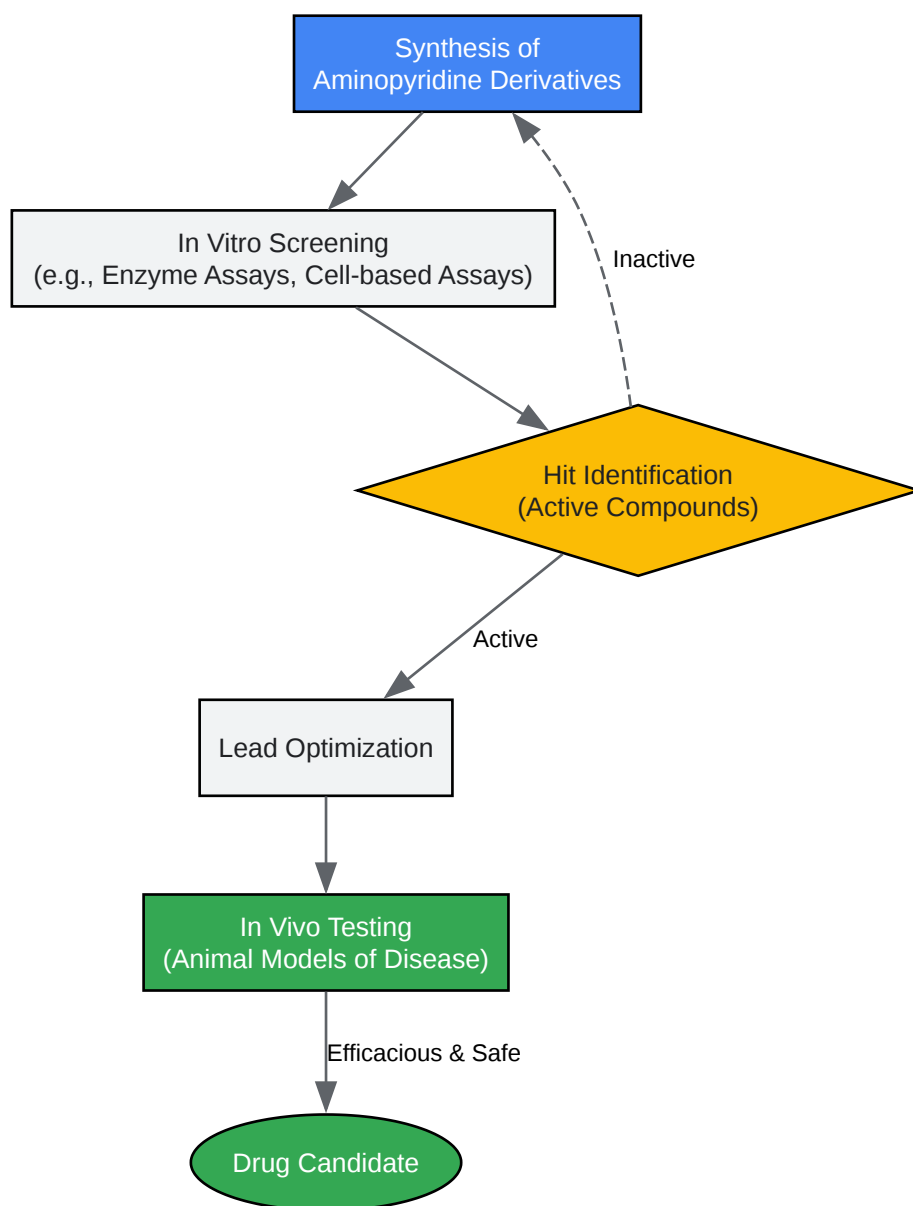 Synthesis of
Aminopyridine Derivatives
In Vitro Screening
(e.g., Enzyme Assays, Cell-based Assays)
Inactive
Hit Identification
(Active Compounds)
Active
Lead Optimization
In Vivo Testing
(Animal Models of Disease)
Efficacious & Safe
Drug Candidate